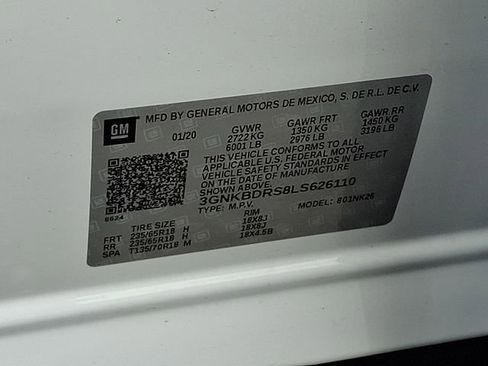 GM MFD BY GENERAL MOTORS DE MEXICO, S. DE R.L. DE C.V.
01/20 GVWR GAWR FRT GAWR RR
2722 KG 1350 KG 1450 KG
6001 LB 2976 LB 3196 LB
THIS VEHICLE CONFORMS TO ALL
APPLICABLE U.S. FEDERAL MOTOR
VEHICLE SAFETY STANDARDS IN EFFECT
ON THE DATE OF MANUFACTURE
SHOWN ABOVE.
3GNKBDRS8LS626110
6624 TYPE: M.P.V. MODEL: 801NK26
TIRE SIZE RIM
FRT 235/65R18 H 18X8J
RR 235/65R18 H 18X8J
SPA T135/70R18 M 18X4.5B